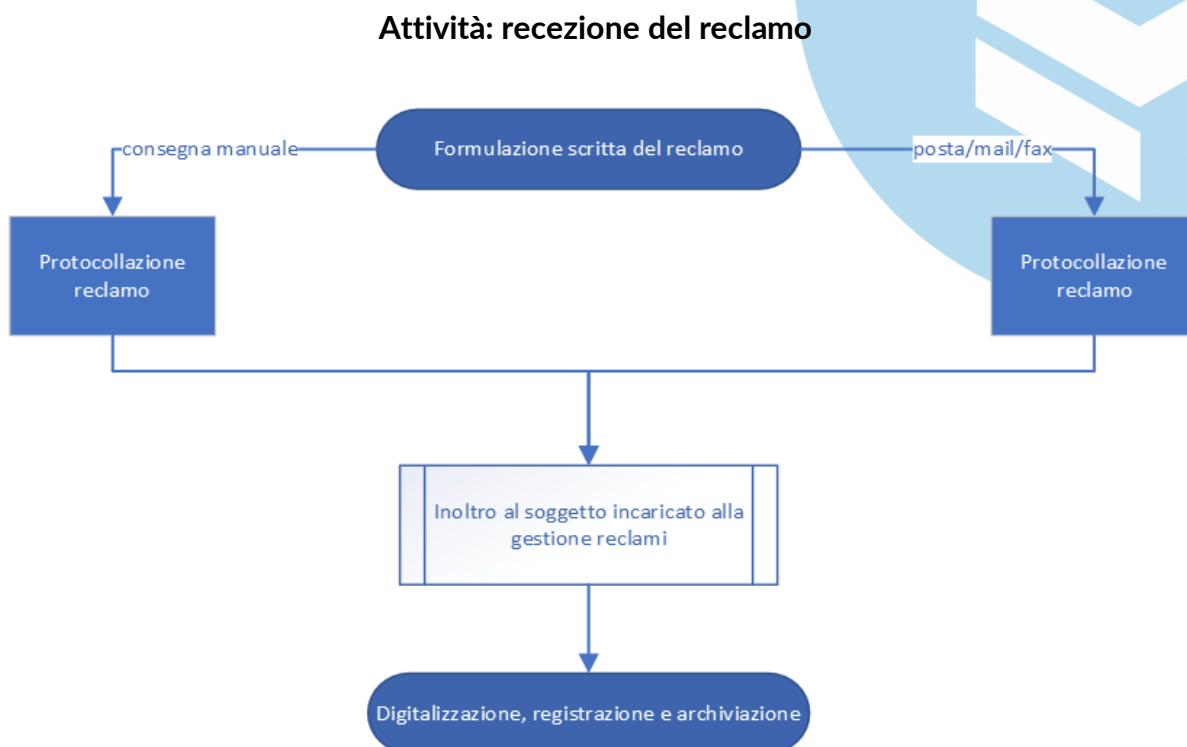 Attività: recezione del reclamo
consegna manuale
Formulazione scritta del reclamo
posta/mail/fax
Protocollazione
reclamo
Protocollazione
reclamo
Inoltro al soggetto incaricato alla
gestione reclami
Digitalizzazione, registrazione e archiviazione